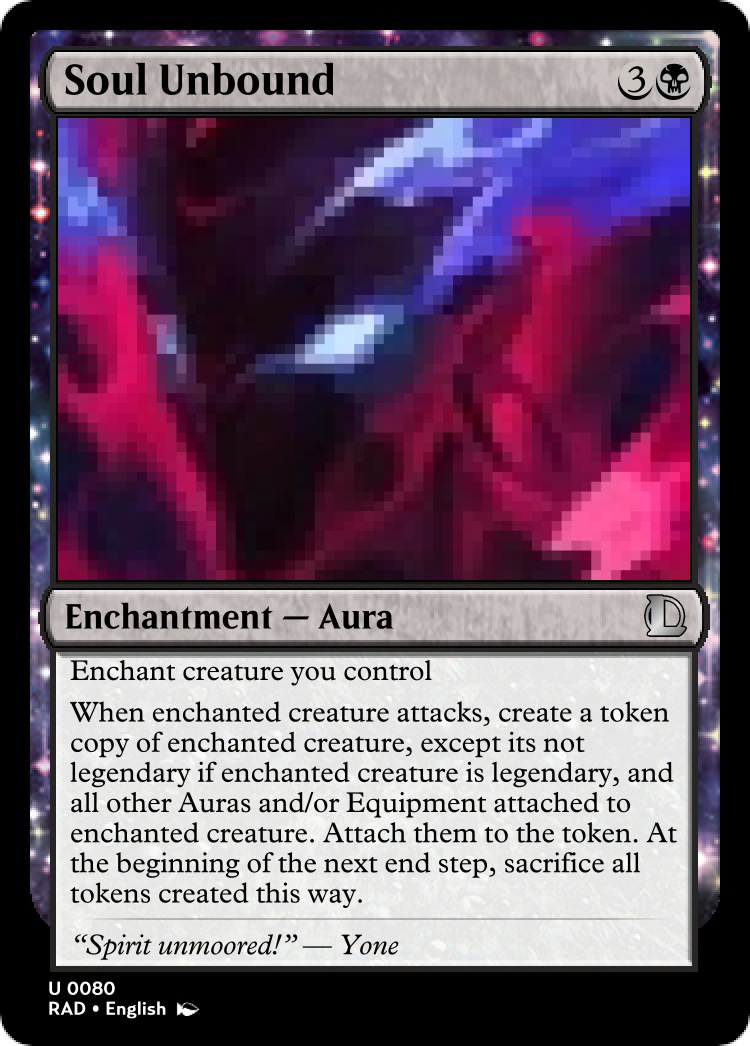 Soul Unbound 3
Enchantment — Aura
Enchant creature you control
When enchanted creature attacks, create a token
copy of enchanted creature, except its not
legendary if enchanted creature is legendary, and
all other Auras and/or Equipment attached to
enchanted creature. Attach them to the token. At
the beginning of the next end step, sacrifice all
tokens created this way.
“Spirit unmoored!” — Yone
U 0080
RAD • English